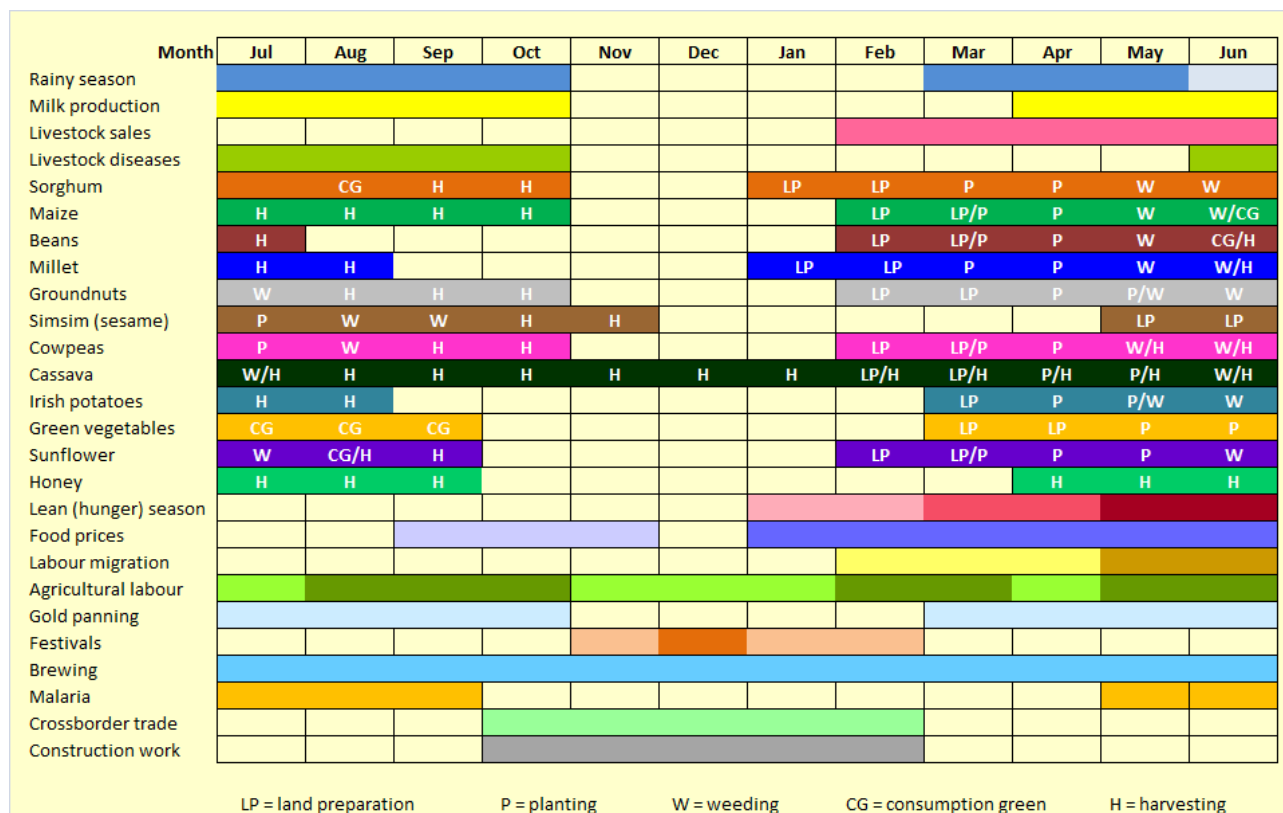 Month Jul Aug Sep Oct Nov Dec Jan Feb Mar Apr May Jun
Rainy season
Milk production
Livestock sales
Livestock diseases
Sorghum CG H H LP LP P P W W
Maize H H H H LP LP/P P W W/CG
Beans H LP LP/P P W CG/H
Millet H H LP LP P P W W/H
Groundnuts W H H H LP LP P P/W W
Simsim (sesame) P W W H H LP LP
Cowpeas P W H H LP LP/P P W/H W/H
Cassava W/H H H H H H H LP/H LP/H P/H P/H W/H
Irish potatoes H H LP P P/W W
Green vegetables CG CG CG LP LP P P
Sunflower W CG/H H LP LP/P P P W
Honey H H H H H H
Lean (hunger) season
Food prices
Labour migration
Agricultural labour
Gold panning
Festivals
Brewing
Malaria
Crossborder trade
Construction work
LP = land preparation P = planting W = weeding CG = consumption green H = harvesting